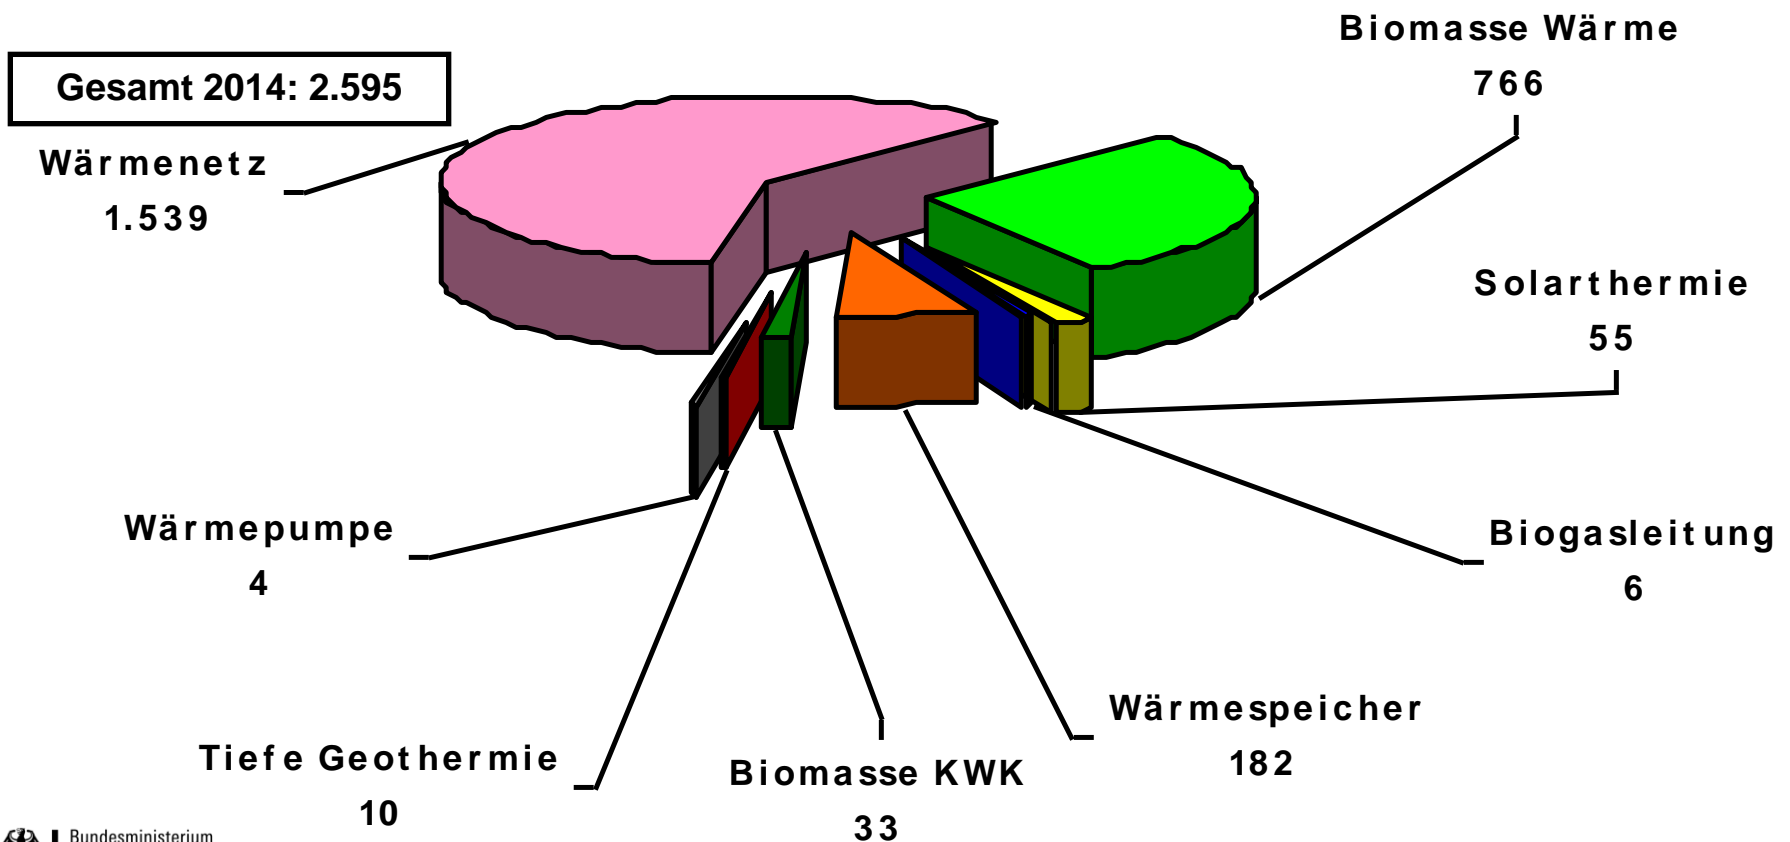 Biomasse Wärme
766
Gesamt 2014: 2.595
Wärmenetz
1.539
Solarthermie
55
Wärmepumpe
4
Biogasleitung
6
Wärmespeicher
182
Tiefe Geothermie
10
Biomasse KWK
33
Bundesministerium